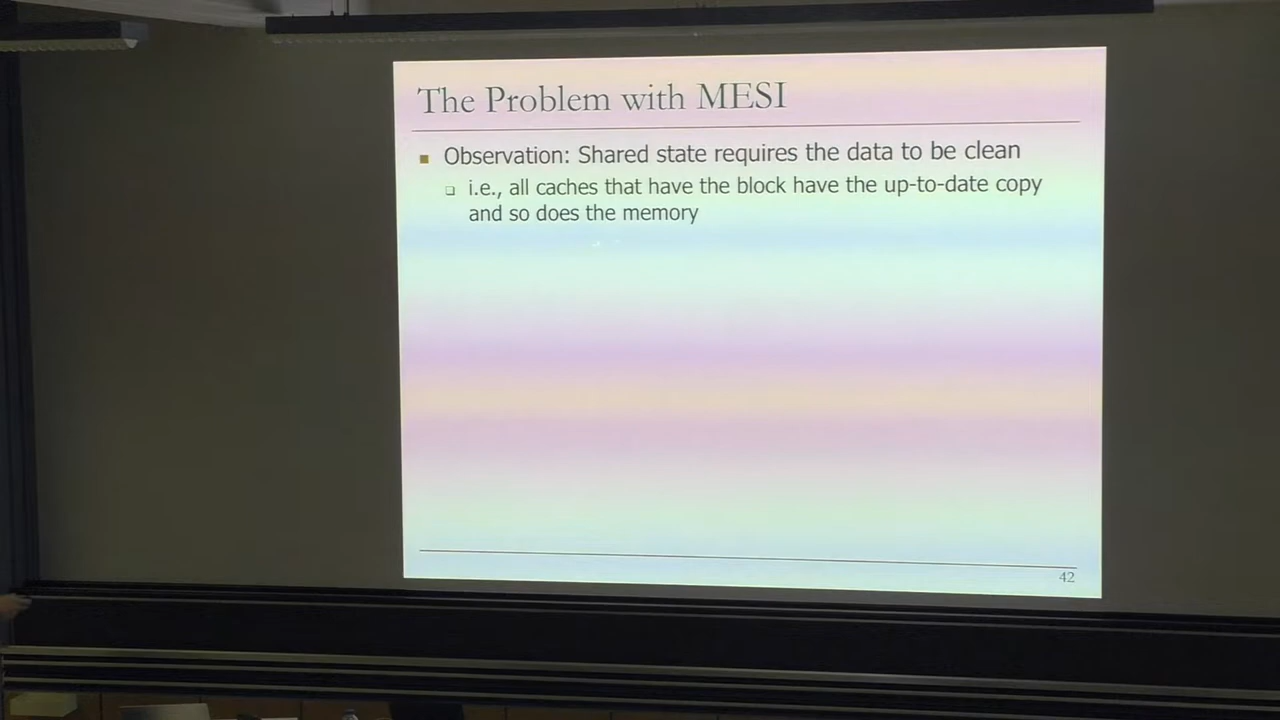 The Problem with MESI
Observation: Shared state requires the data to be clean
i.e., all caches that have the block have the up-to-date copy
and so does the memory
42